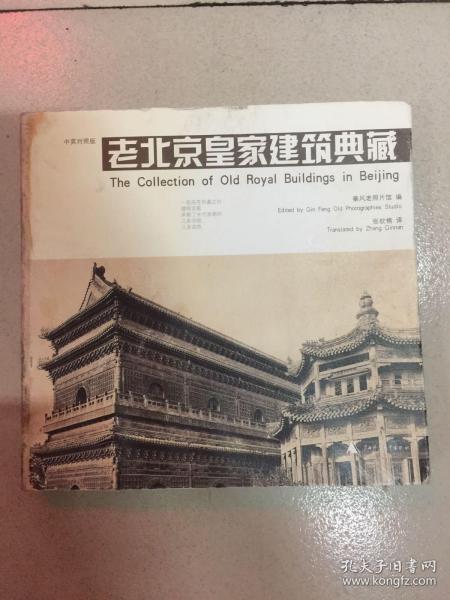 中英对照版
老北京皇家建筑典藏
The Collection of Old Royal Buildings in Beijing
秦风老照片馆 编
Edited by Qin Feng Old Photographies Studio
张钦楠 译
Translated by Zhang Qinnan
孔夫子旧书网
www.kongfz.com